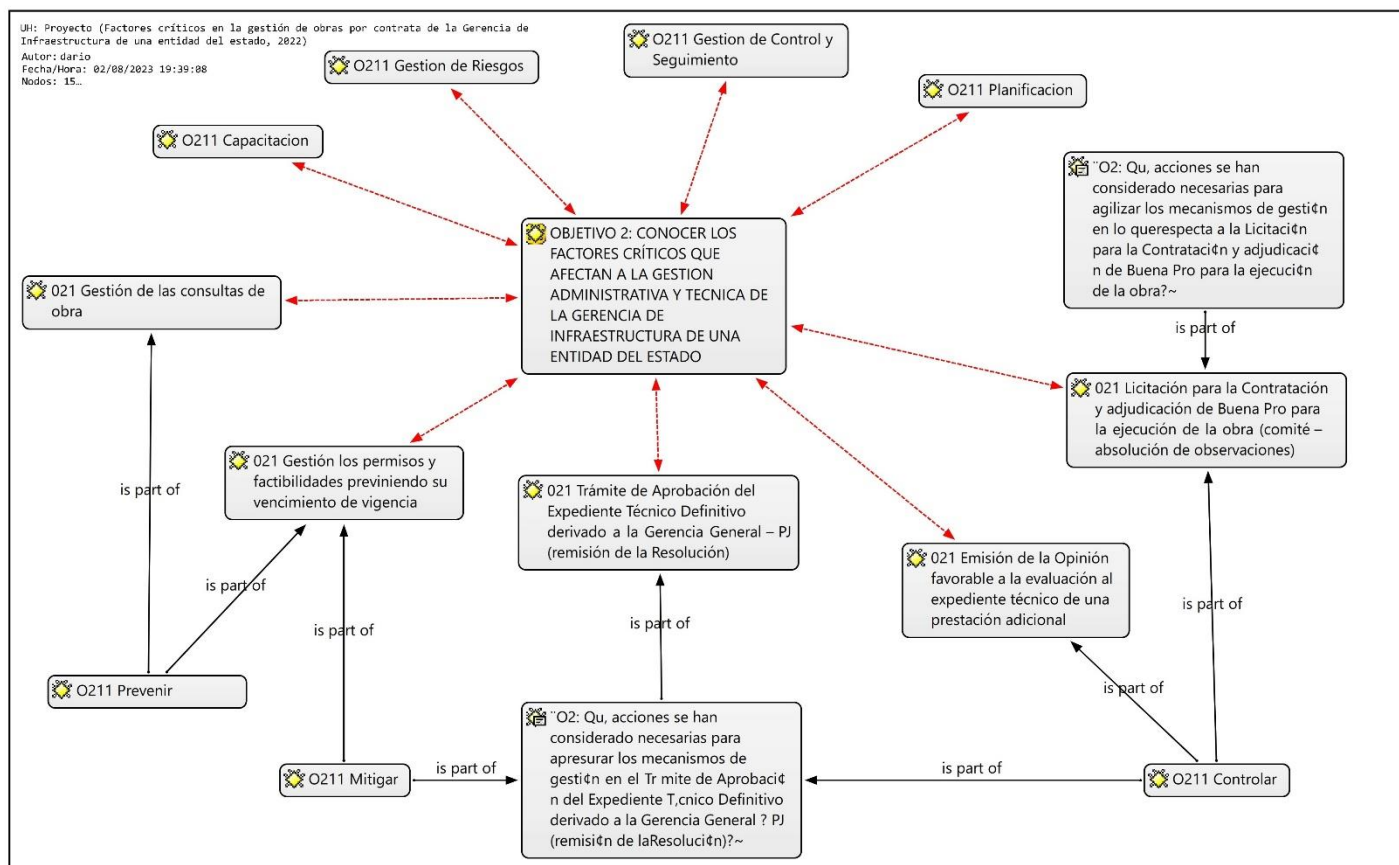 UH: Proyecto (Factores críticos en la gestión de obras por contrata de la Gerencia de
Infraestructura de una entidad del estado, 2022)
Autor: dario
Fecha/Hora: 02/08/2023 19:39:08
Nodos: 15…
O211 Gestion de Riesgos
O211 Gestion de Control y
Seguimiento
O211 Planificacion
O211 Capacitacion
¨O2: Qu, acciones se han
considerado necesarias para
agilizar los mecanismos de gesti¢n
en lo querespecta a la Licitaci¢n
para la Contrataci¢n y adjudicaci¢
n de Buena Pro para la ejecuci¢n
de la obra?~
OBJETIVO 2: CONOCER LOS
FACTORES CRÍTICOS QUE
AFECTAN A LA GESTION
ADMINISTRATIVA Y TECNICA DE
LA GERENCIA DE
INFRAESTRUCTURA DE UNA
ENTIDAD DEL ESTADO
021 Gestión de las consultas de
obra
is part of
021 Licitación para la Contratación
y adjudicación de Buena Pro para
la ejecución de la obra (comité –
absolución de observaciones)
021 Gestión los permisos y
factibilidades previniendo su
vencimiento de vigencia
is part of
021 Trámite de Aprobación del
Expediente Técnico Definitivo
derivado a la Gerencia General – PJ
(remisión de la Resolución)
021 Emisión de la Opinión
favorable a la evaluación al
expediente técnico de una
prestación adicional
is part of
is part of
is part of
is part of
is part of
O211 Prevenir
¨O2: Qu, acciones se han
considerado necesarias para
apresurar los mecanismos de
gesti¢n en el Tr mite de Aprobaci¢
n del Expediente T,cnico Definitivo
derivado a la Gerencia General ? PJ
(remisi¢n de laResoluci¢n)?~
O211 Mitigar
is part of
is part of
O211 Controlar